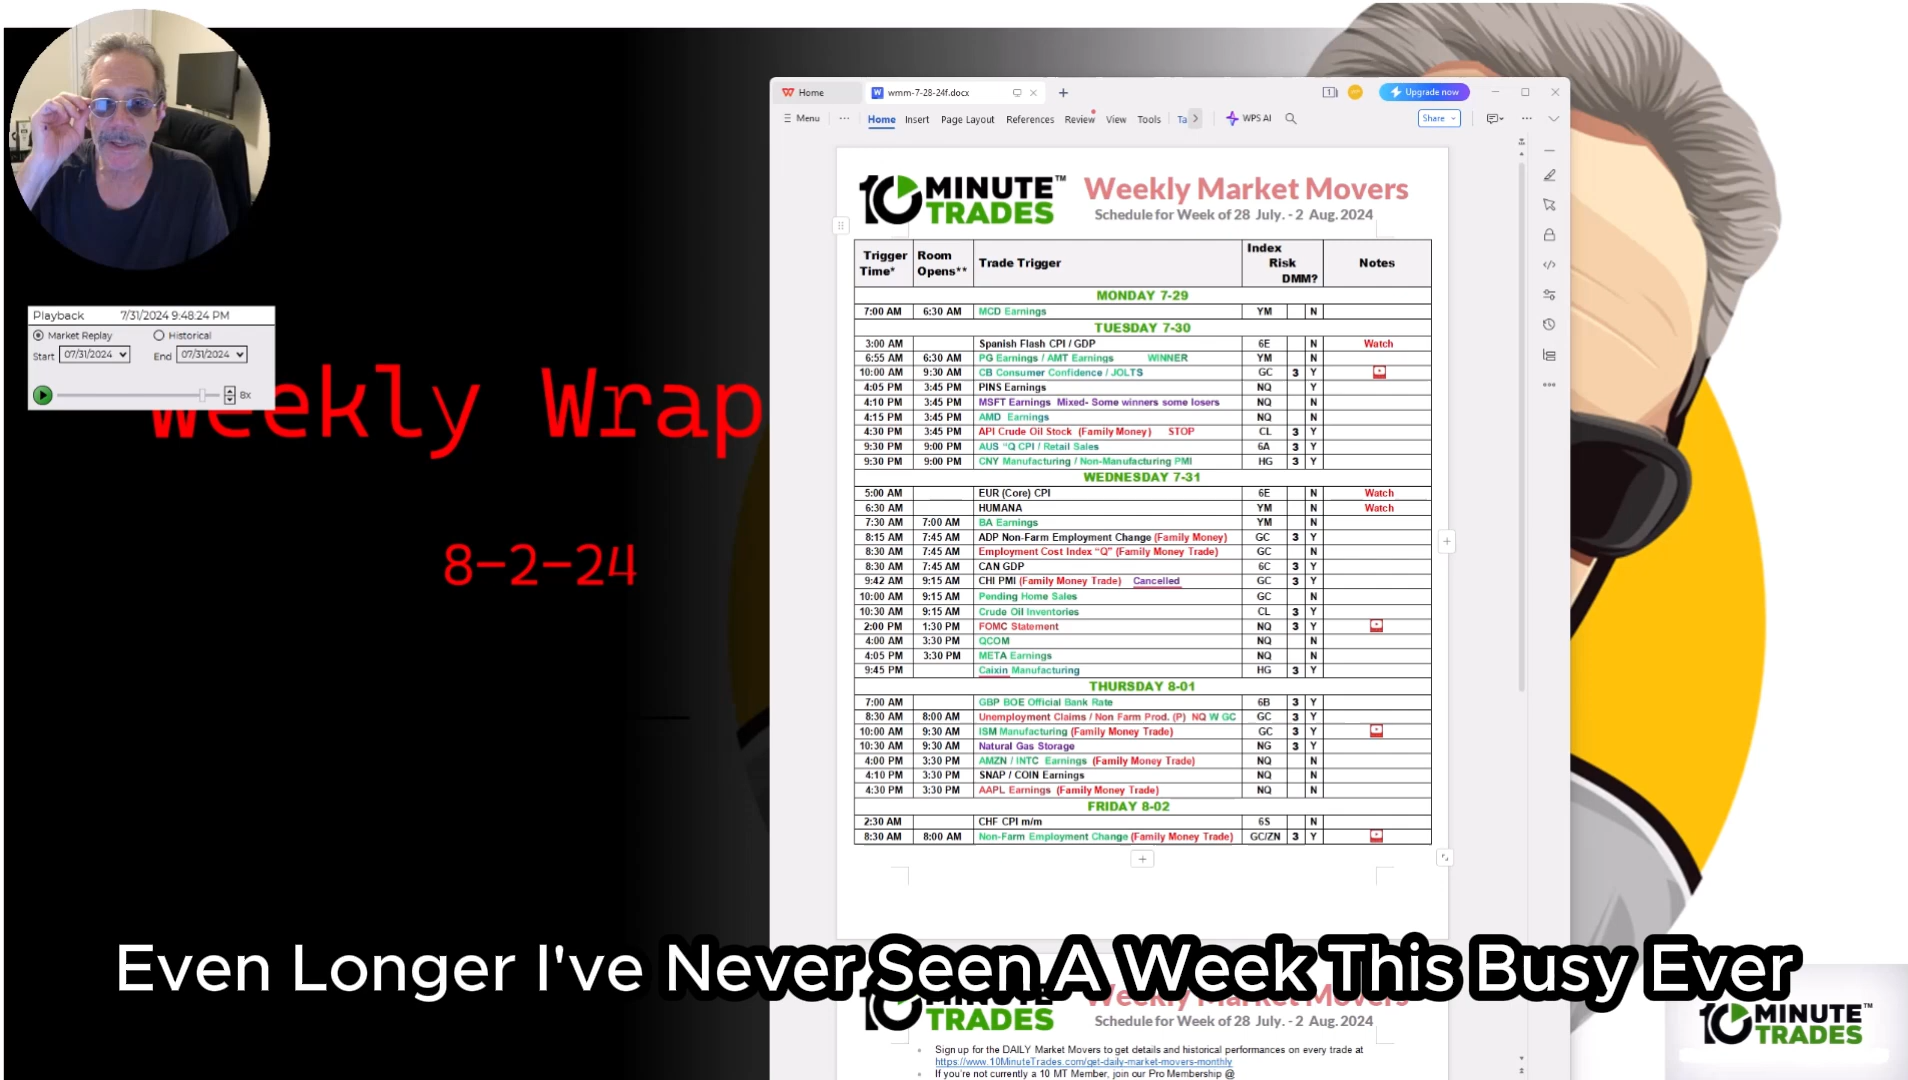 Home
wmm-7-28-24f.docx
Upgrade now
Menu
Home Insert Page Layout References Review View Tools Ta
WPS AI
Share
10 MINUTE TRADES™
Weekly Market Movers
Schedule for Week of 28 July. - 2 Aug. 2024
Trigger Time* Room Opens** Trade Trigger Index Risk DMM? Notes
MONDAY 7-29
7:00 AM 6:30 AM MCD Earnings YM N
TUESDAY 7-30
3:00 AM Spanish Flash CPI / GDP 6E N Watch
6:55 AM 6:30 AM PG Earnings / AMT Earnings WINNER YM N
10:00 AM 9:30 AM CB Consumer Confidence / JOLTS GC 3 Y
4:05 PM 3:45 PM PINS Earnings NQ Y
4:10 PM 3:45 PM MSFT Earnings Mixed- Some winners some losers NQ N
4:15 PM 3:45 PM AMD Earnings NQ N
4:30 PM 3:45 PM API Crude Oil Stock (Family Money) STOP CL 3 Y
9:30 PM 9:00 PM AUS "Q CPI / Retail Sales 6A 3 Y
9:30 PM 9:00 PM CNY Manufacturing / Non-Manufacturing PMI HG 3 Y
WEDNESDAY 7-31
5:00 AM EUR (Core) CPI 6E N Watch
6:30 AM HUMANA YM N Watch
7:30 AM 7:00 AM BA Earnings YM N
8:15 AM 7:45 AM ADP Non-Farm Employment Change (Family Money) GC 3 Y
8:30 AM 7:45 AM Employment Cost Index "Q" (Family Money Trade) GC N
8:30 AM 7:45 AM CAN GDP 6C 3 Y
9:42 AM 9:15 AM CHI PMI (Family Money Trade) Cancelled GC 3 Y
10:00 AM 9:15 AM Pending Home Sales GC N
10:30 AM 9:15 AM Crude Oil Inventories CL 3 Y
2:00 PM 1:30 PM FOMC Statement NQ 3 Y
4:00 AM 3:30 PM QCOM NQ N
4:05 PM 3:30 PM META Earnings NQ N
9:45 PM Caixin Manufacturing HG 3 Y
THURSDAY 8-01
7:00 AM GBP BOE Official Bank Rate 6B 3 Y
8:30 AM 8:00 AM Unemployment Claims / Non Farm Prod. (P) NQ W GC GC 3 Y
10:00 AM 9:30 AM ISM Manufacturing (Family Money Trade) GC 3 Y
10:30 AM 9:30 AM Natural Gas Storage NG 3 Y
4:00 PM 3:30 PM AMZN / INTC Earnings (Family Money Trade) NQ N
4:10 PM 3:30 PM SNAP / COIN Earnings NQ N
4:30 PM 3:30 PM AAPL Earnings (Family Money Trade) NQ N
FRIDAY 8-02
2:30 AM CHF CPI m/m 6S N
8:30 AM 8:00 AM Non-Farm Employment Change (Family Money Trade) GC/ZN 3 Y
Playback 7/31/2024 9:48:24 PM
Market Replay Historical
Start 07/31/2024 End 07/31/2024
8x
Weekly Wrap
8-2-24
Even Longer I've Never Seen A Week This Busy Ever
10 MINUTE TRADES
Weekly Market Movers
Schedule for Week of 28 July. - 2 Aug. 2024
Sign up for the DAILY Market Movers to get details and historical performances on every trade at
https://www.10MinuteTrades.com/get-daily-market-movers-monthly
If you're not currently a 10 MT Member, join our Pro Membership @
10 MINUTE TRADES™